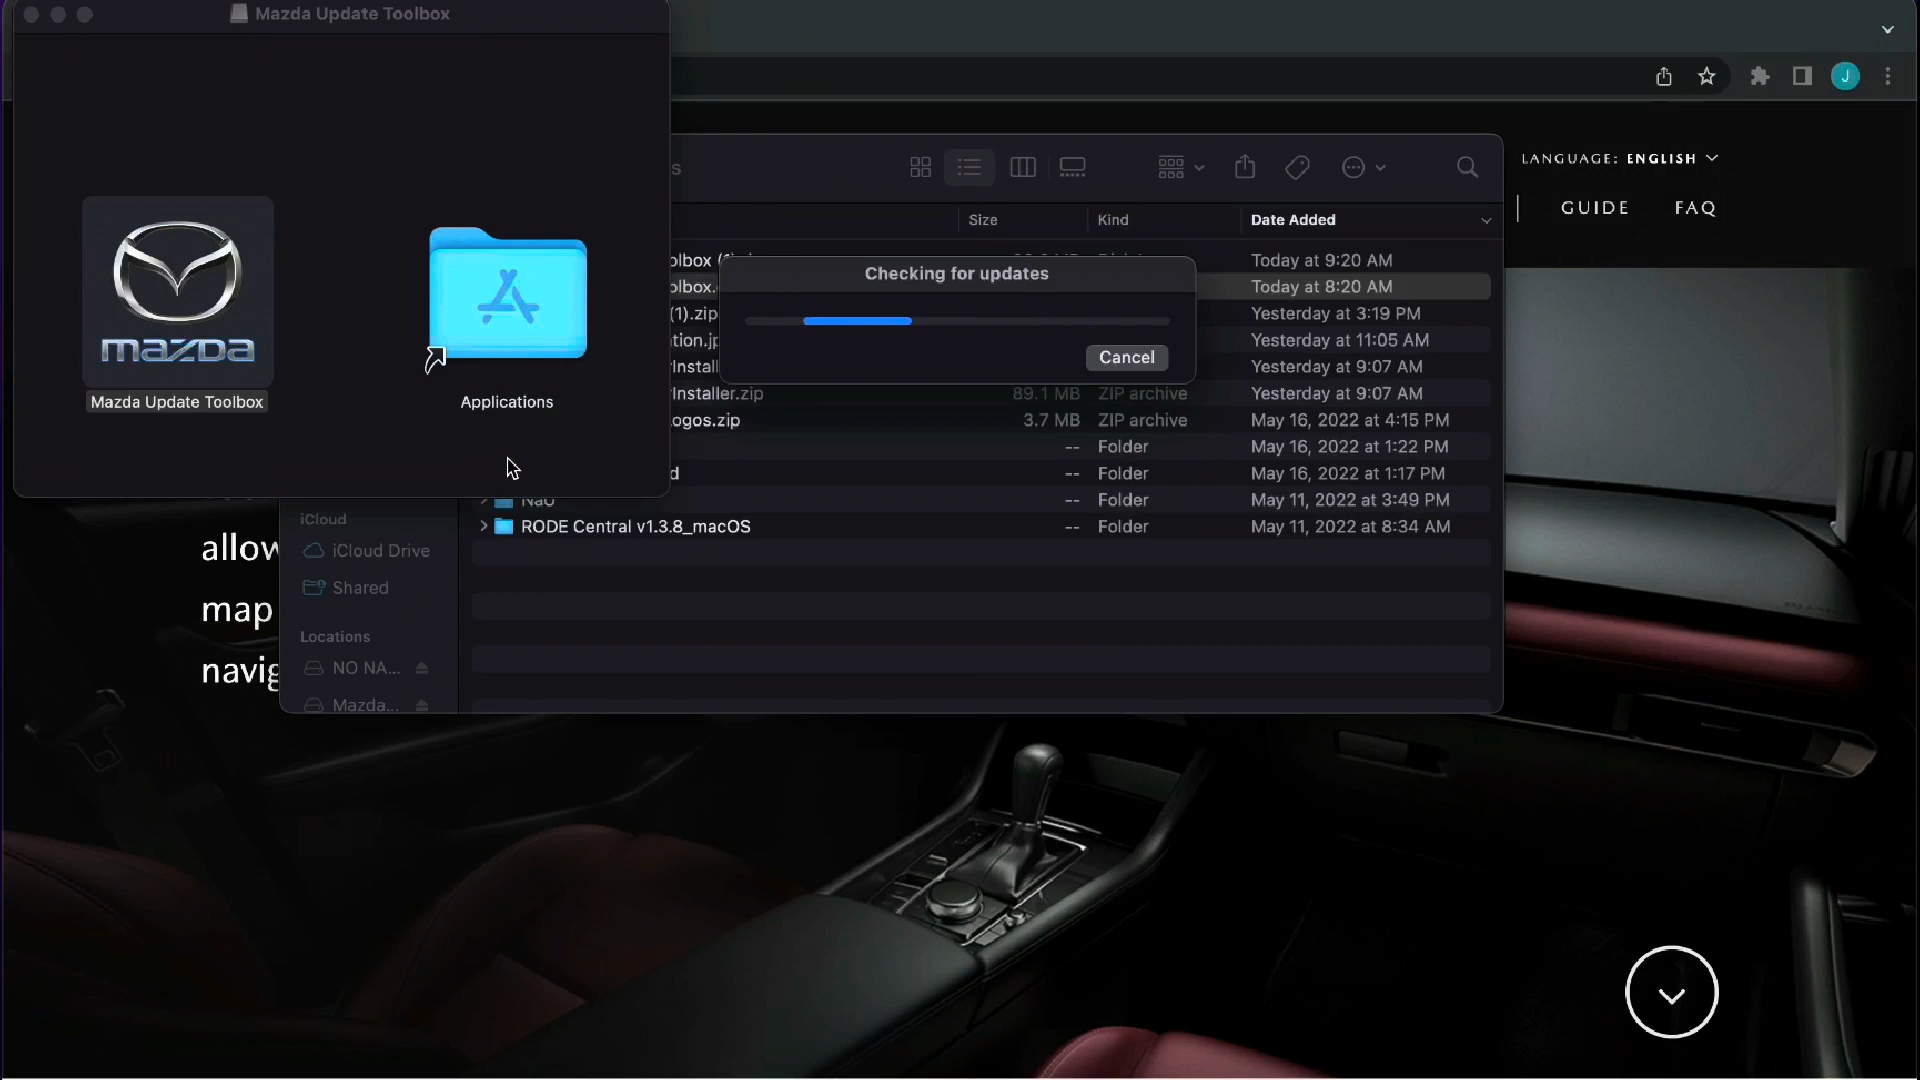 Mazda Update Toolbox
J
LANGUAGE: ENGLISH
GUIDE FAQ
mazda
Mazda Update Toolbox
Applications
s
Size Kind Date Added
Today at 9:20 AM
Today at 8:20 AM
(1).zip Yesterday at 3:19 PM
Yesterday at 11:05 AM
Yesterday at 9:07 AM
Installer.zip 89.1 MB ZIP archive Yesterday at 9:07 AM
ogos.zip 3.7 MB ZIP archive May 16, 2022 at 4:15 PM
-- Folder May 16, 2022 at 1:22 PM
d -- Folder May 16, 2022 at 1:17 PM
Nao -- Folder May 11, 2022 at 3:49 PM
RODE Central v1.3.8_macOS -- Folder May 11, 2022 at 8:34 AM
Checking for updates
Cancel
iCloud
iCloud Drive
Shared
Locations
NO NA...
Mazda...
allow
map
navig